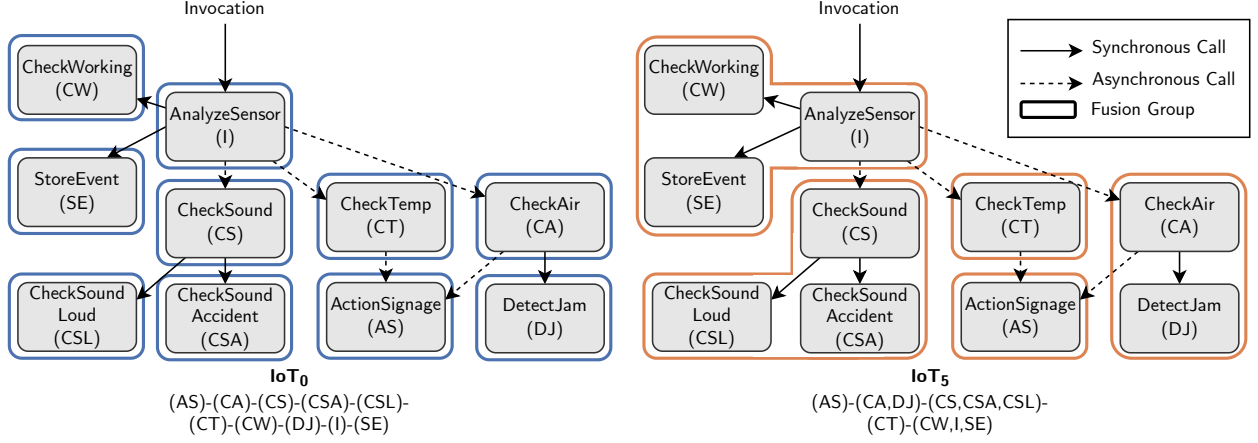 Invocation
CheckWorking
(CW)
AnalyzeSensor
(I)
StoreEvent
(SE)
CheckSound
(CS)
CheckTemp
(CT)
CheckAir
(CA)
CheckSound
Loud
(CSL)
CheckSound
Accident
(CSA)
ActionSignage
(AS)
DetectJam
(DJ)
IoT₀
(AS)-(CA)-(CS)-(CSA)-(CSL)-
(CT)-(CW)-(DJ)-(I)-(SE)
Invocation
CheckWorking
(CW)
AnalyzeSensor
(I)
StoreEvent
(SE)
CheckSound
(CS)
CheckTemp
(CT)
CheckAir
(CA)
CheckSound
Loud
(CSL)
CheckSound
Accident
(CSA)
ActionSignage
(AS)
DetectJam
(DJ)
IoT₅
(AS)-(CA,DJ)-(CS,CSA,CSL)-
(CT)-(CW,I,SE)
Synchronous Call
Asynchronous Call
Fusion Group